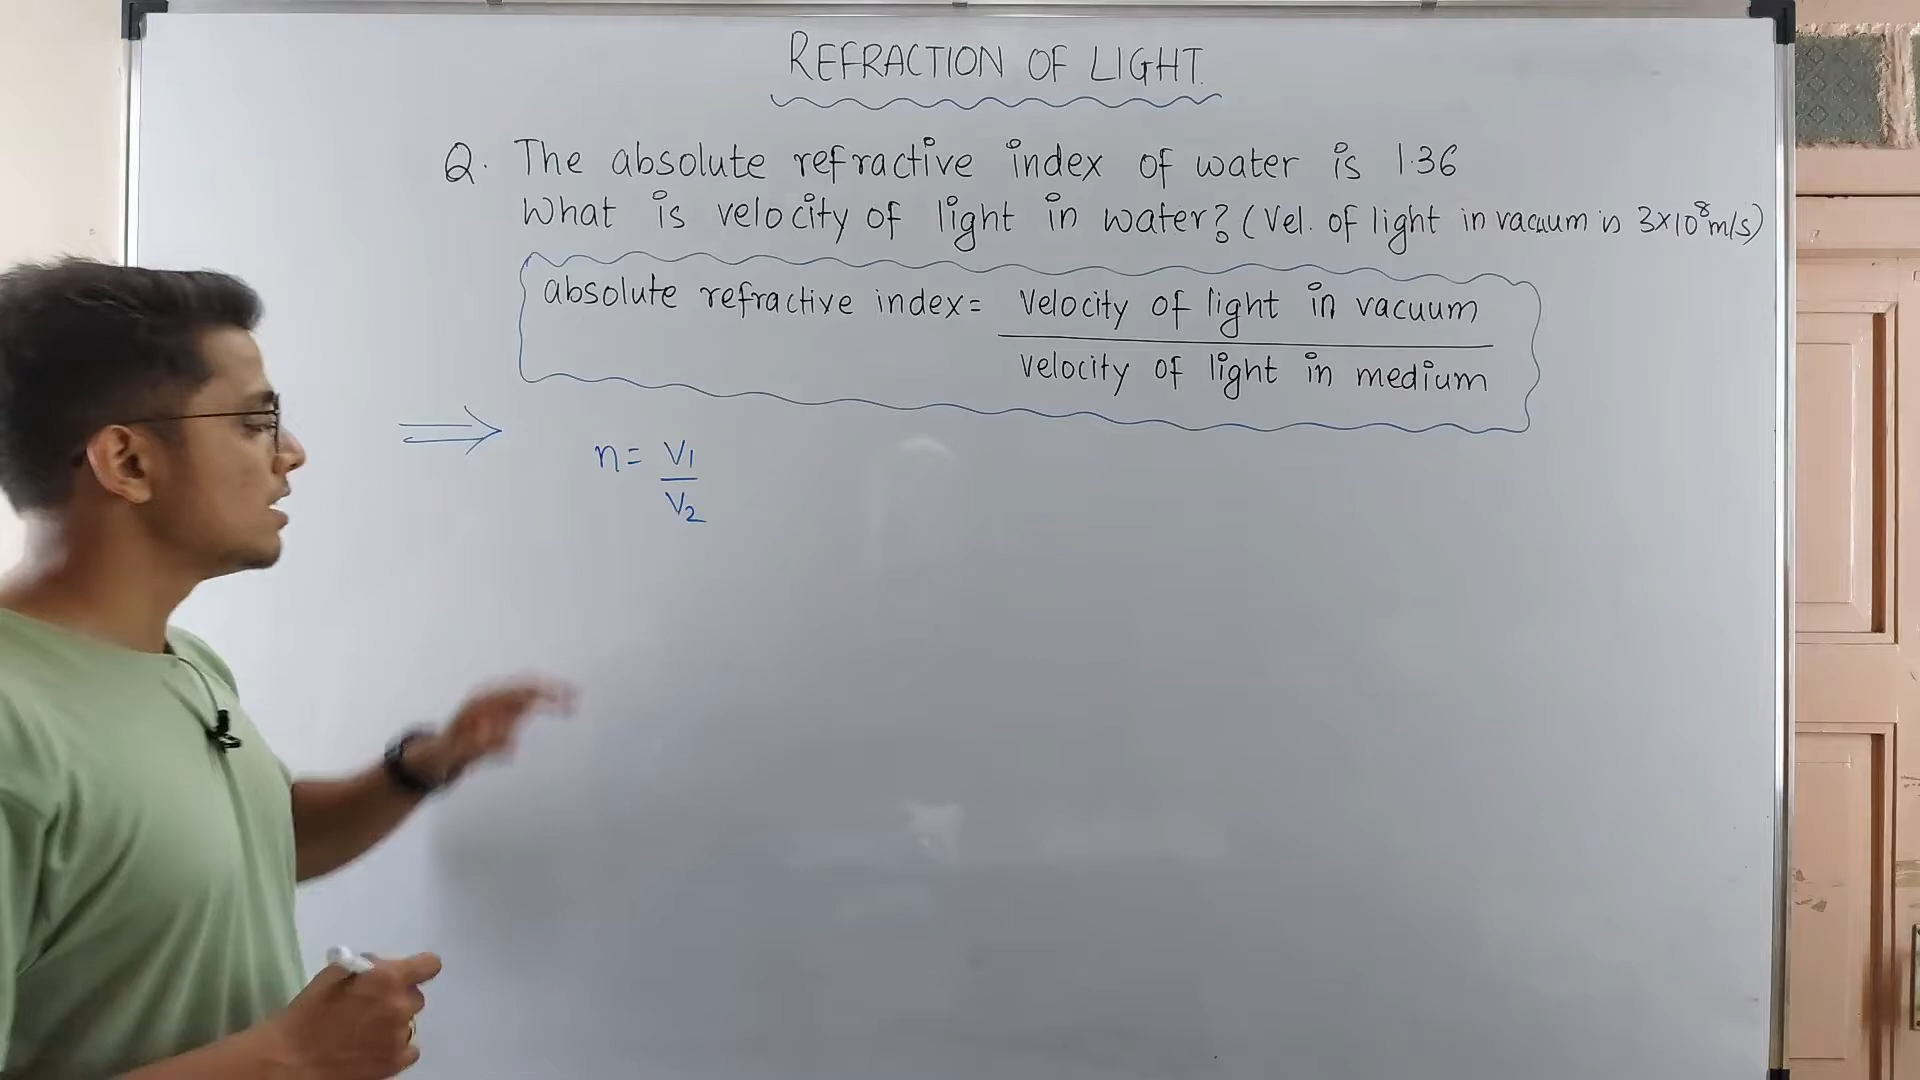 REFRACTION OF LIGHT.
Q. The absolute refractive index of water is 1.36
What is velocity of light in water? (Vel. of light in vacuum is 3×10⁸m/s)
absolute refractive index = Velocity of light in vacuum
velocity of light in medium
⇒ n = V₁
V₂